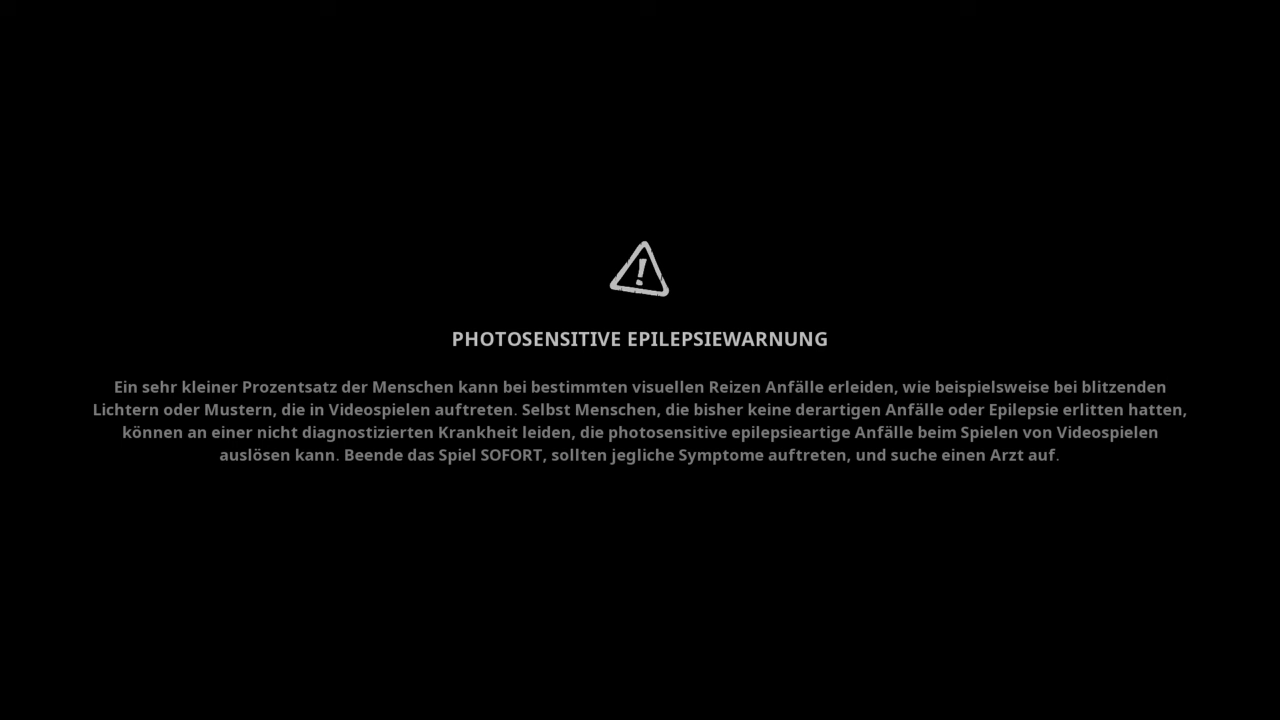 PHOTOSENSITIVE EPILEPSIEWARNUNG
Ein sehr kleiner Prozentsatz der Menschen kann bei bestimmten visuellen Reizen Anfälle erleiden, wie beispielsweise bei blitzenden
Lichtern oder Mustern, die in Videospielen auftreten. Selbst Menschen, die bisher keine derartigen Anfälle oder Epilepsie erlitten hatten,
können an einer nicht diagnostizierten Krankheit leiden, die photosensitive epilepsieartige Anfälle beim Spielen von Videospielen
auslösen kann. Beende das Spiel SOFORT, sollten jegliche Symptome auftreten, und suche einen Arzt auf.